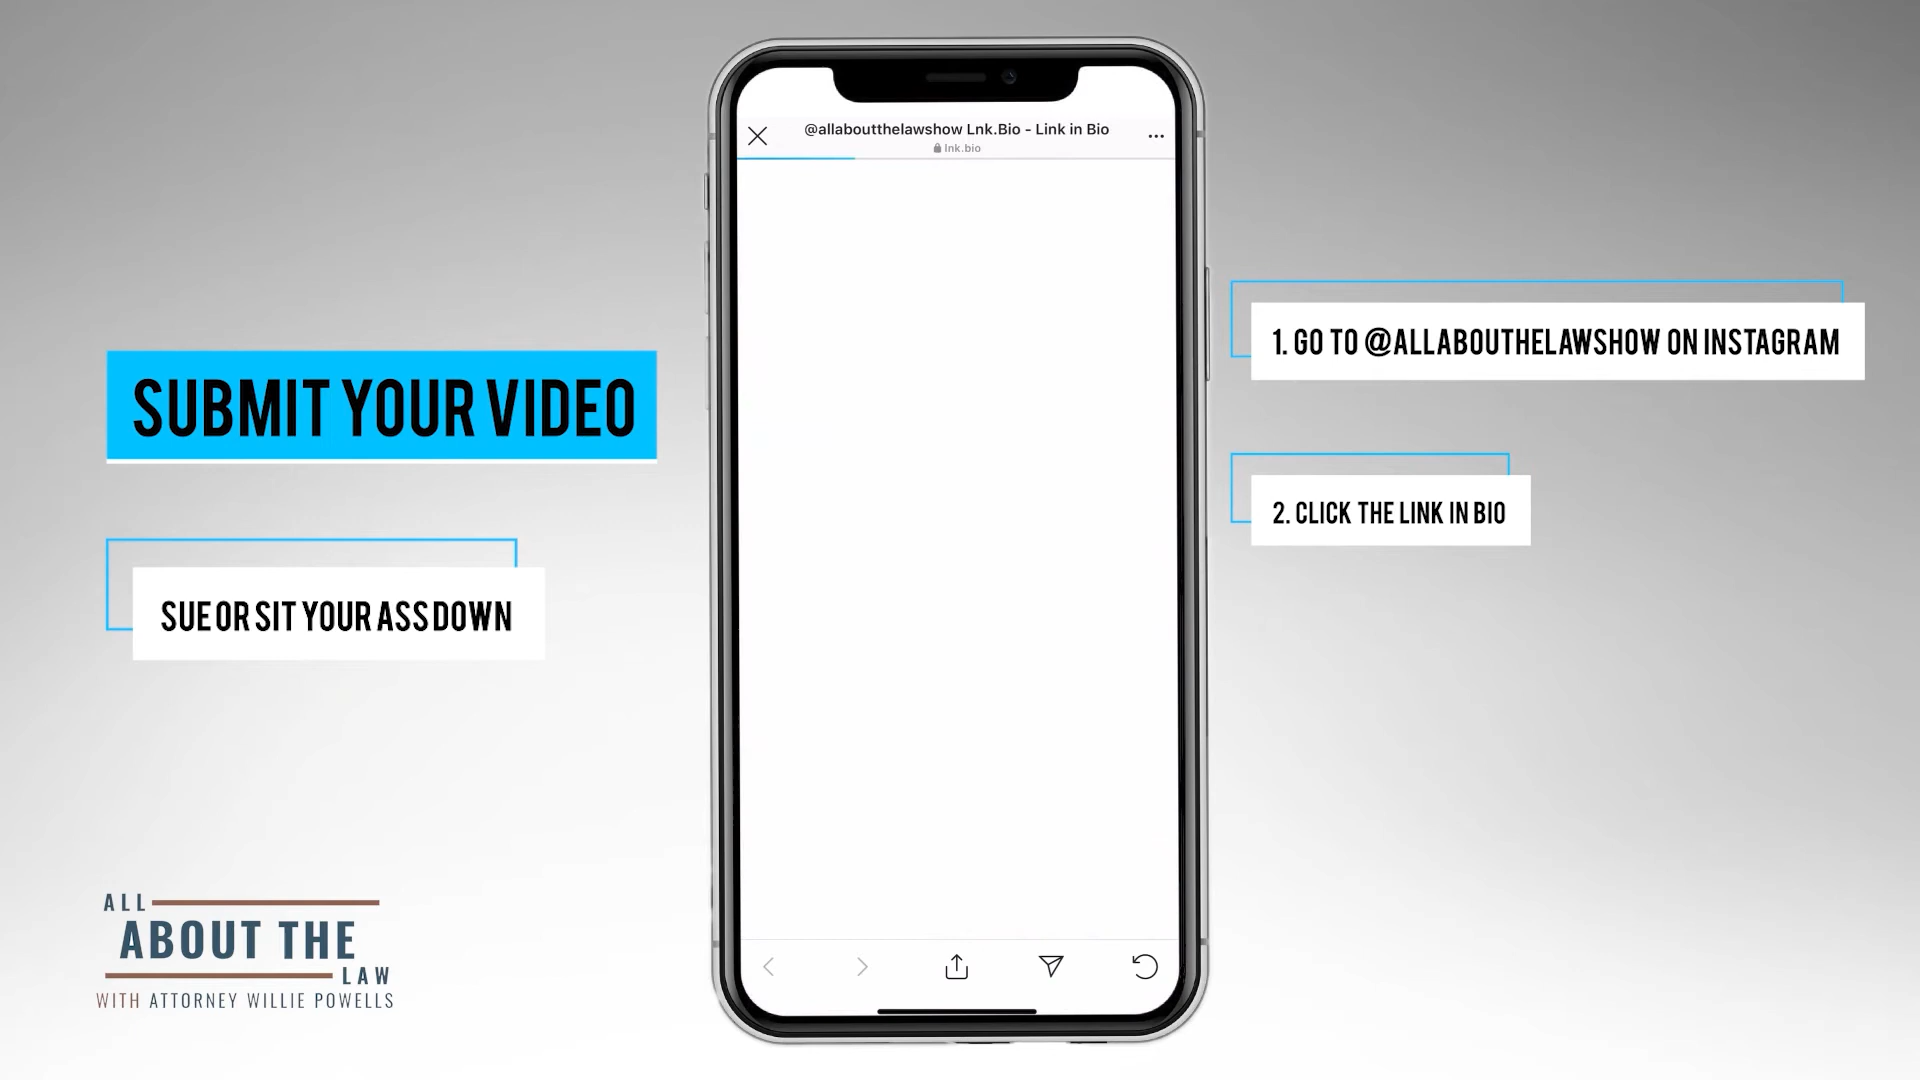 SUBMIT YOUR VIDEO
SUE OR SIT YOUR ASS DOWN
ALL
ABOUT THE
LAW
WITH ATTORNEY WILLIE POWELLS
@allaboutthelawshow Lnk.Bio - Link in Bio
lnk.bio
1. GO TO @ALLABOUTHELAWSHOW ON INSTAGRAM
2. CLICK THE LINK IN BIO